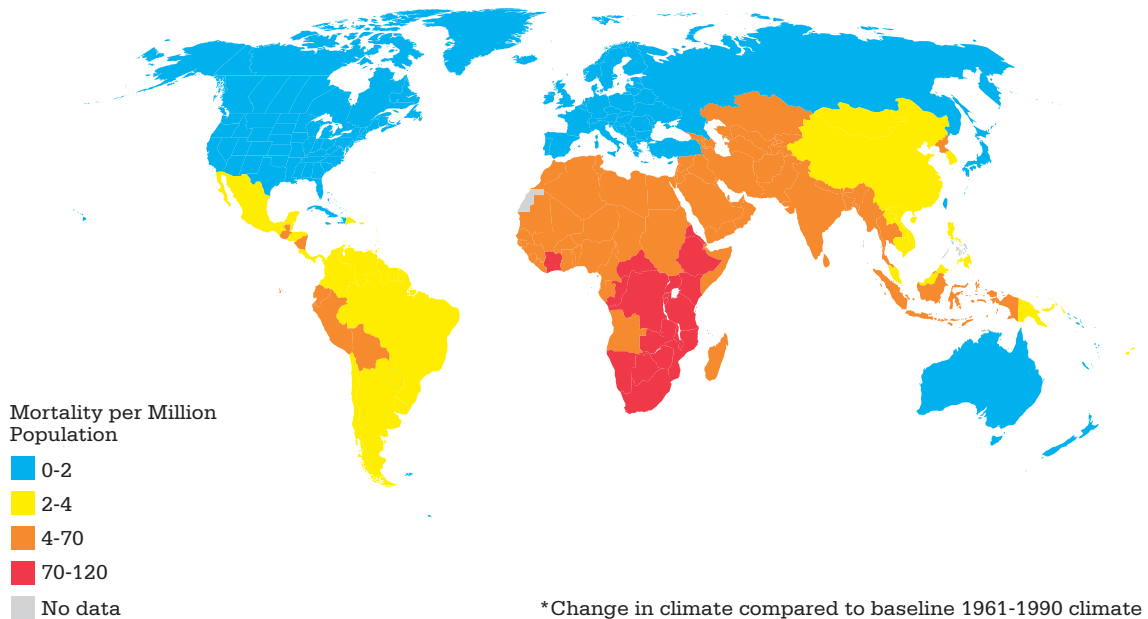 Mortality per Million
Population
0-2
2-4
4-70
70-120
No data
*Change in climate compared to baseline 1961-1990 climate